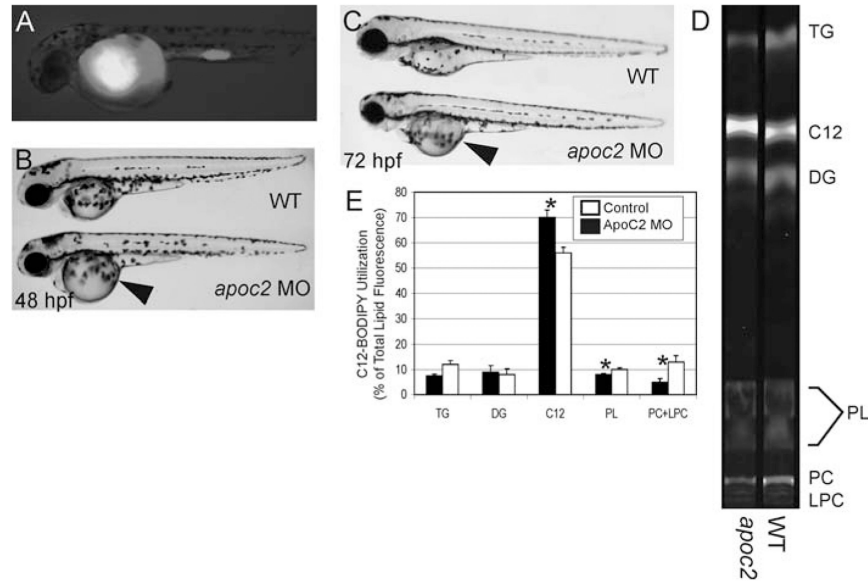 A
B
WT
apoc2 MO
48 hpf
C
WT
apoc2 MO
72 hpf
D
TG
C12
DG
PL
PC
LPC
apoc2
WT
E
C12-BODIPY Utilization
(% of Total Lipid Fluorescence)
80
70
60
50
40
30
20
10
0
* Control
ApoC2 MO
* *
TG DG C12 PL PC+LPC